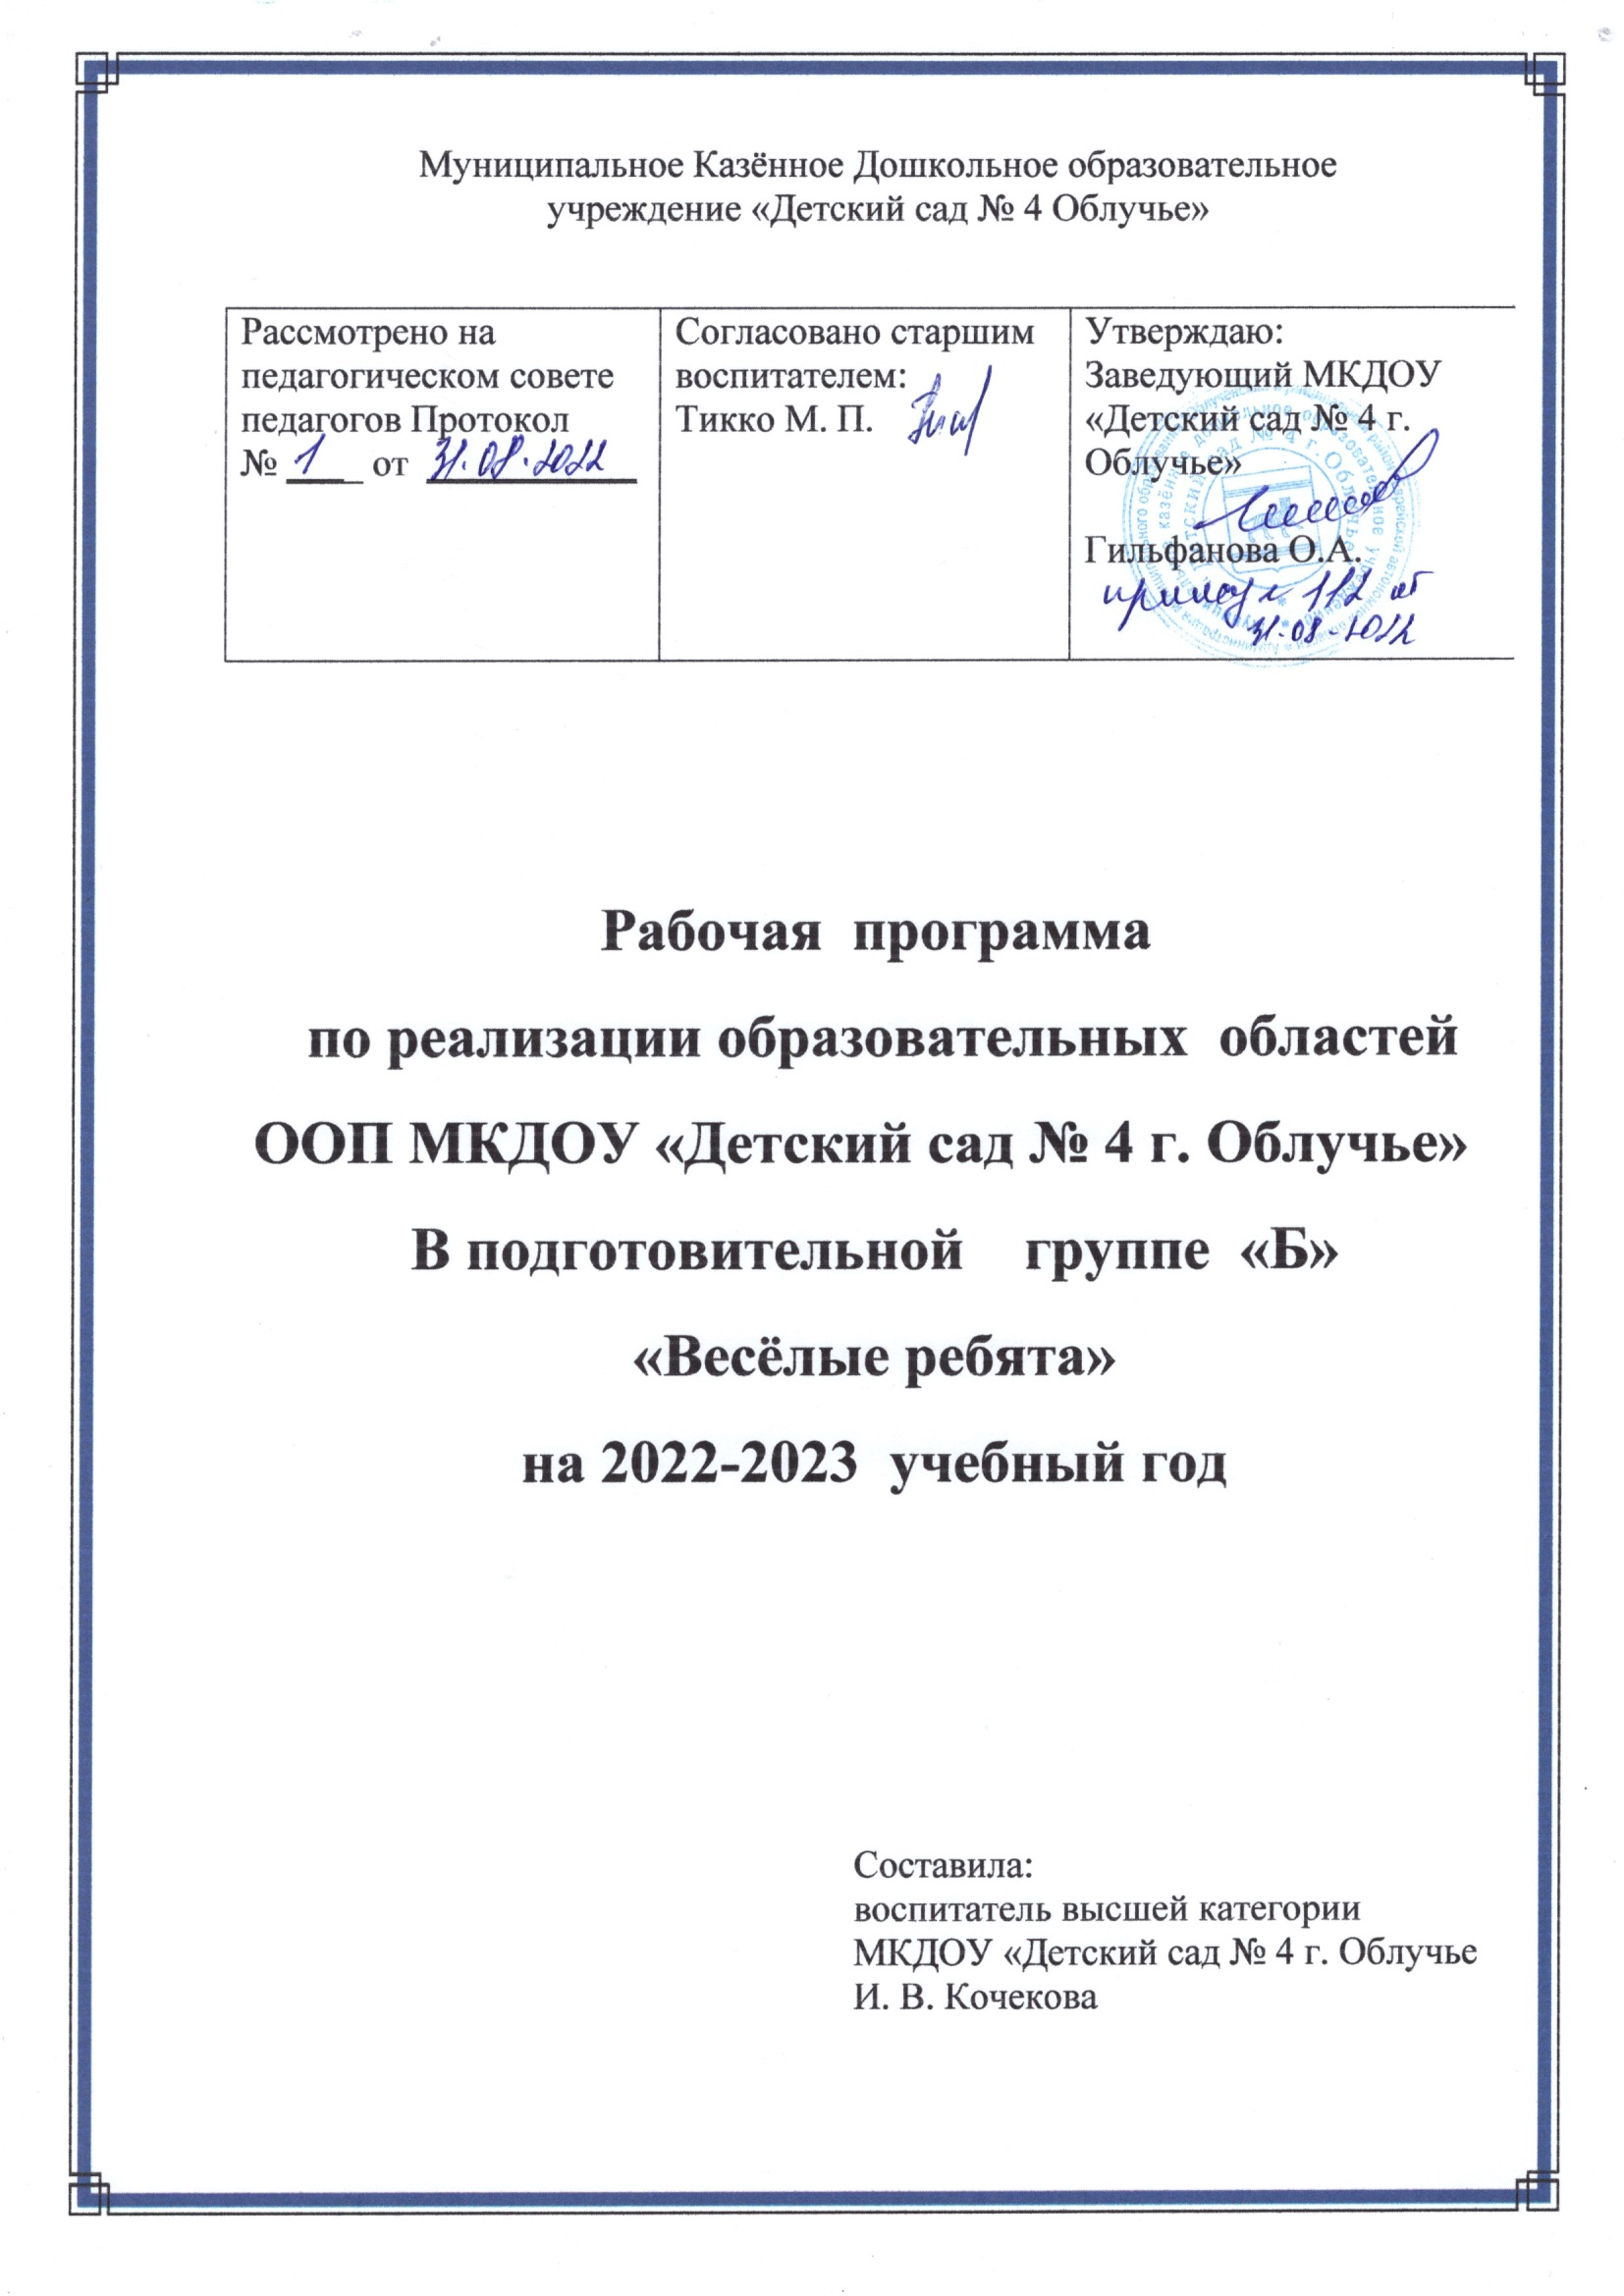 Муниципальное Казённое Дошкольное образовательное
учреждение «Детский сад № 4 Облучье»
Рассмотрено на
педагогическом совете
педагогов Протокол
№ 1 от 31.08.2022
Согласовано старшим
воспитателем:
Тикко М. П.
Утверждаю:
Заведующий МКДОУ
«Детский сад № 4 г.
Облучье»
Гильфанова О.А.
приказ 112 от
31.08.2022
Рабочая программа
по реализации образовательных областей
ООП МКДОУ «Детский сад № 4 г. Облучье»
В подготовительной группе «Б»
«Весёлые ребята»
на 2022-2023 учебный год
Составила:
воспитатель высшей категории
МКДОУ «Детский сад № 4 г. Облучье
И. В. Кочекова